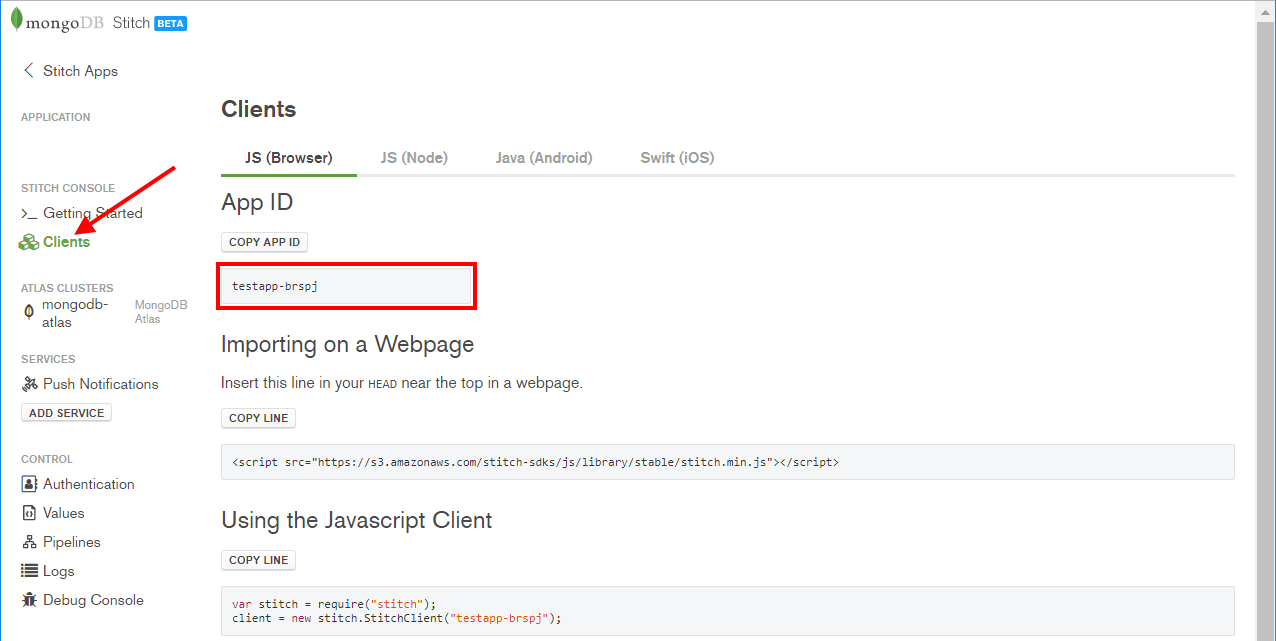 mongoDB Stitch BETA
Stitch Apps
APPLICATION
STITCH CONSOLE
>_ Getting Started
Clients
ATLAS CLUSTERS
mongodb-
atlas
MongoDB
Atlas
SERVICES
Push Notifications
ADD SERVICE
CONTROL
Authentication
Values
Pipelines
Logs
Debug Console
Clients
JS (Browser) JS (Node) Java (Android) Swift (iOS)
App ID
COPY APP ID
testapp-brspj
Importing on a Webpage
Insert this line in your HEAD near the top in a webpage.
COPY LINE
<script src="https://s3.amazonaws.com/stitch-sdks/js/library/stable/stitch.min.js"></script>
Using the Javascript Client
COPY LINE
var stitch = require("stitch");
client = new stitch.StitchClient("testapp-brspj");